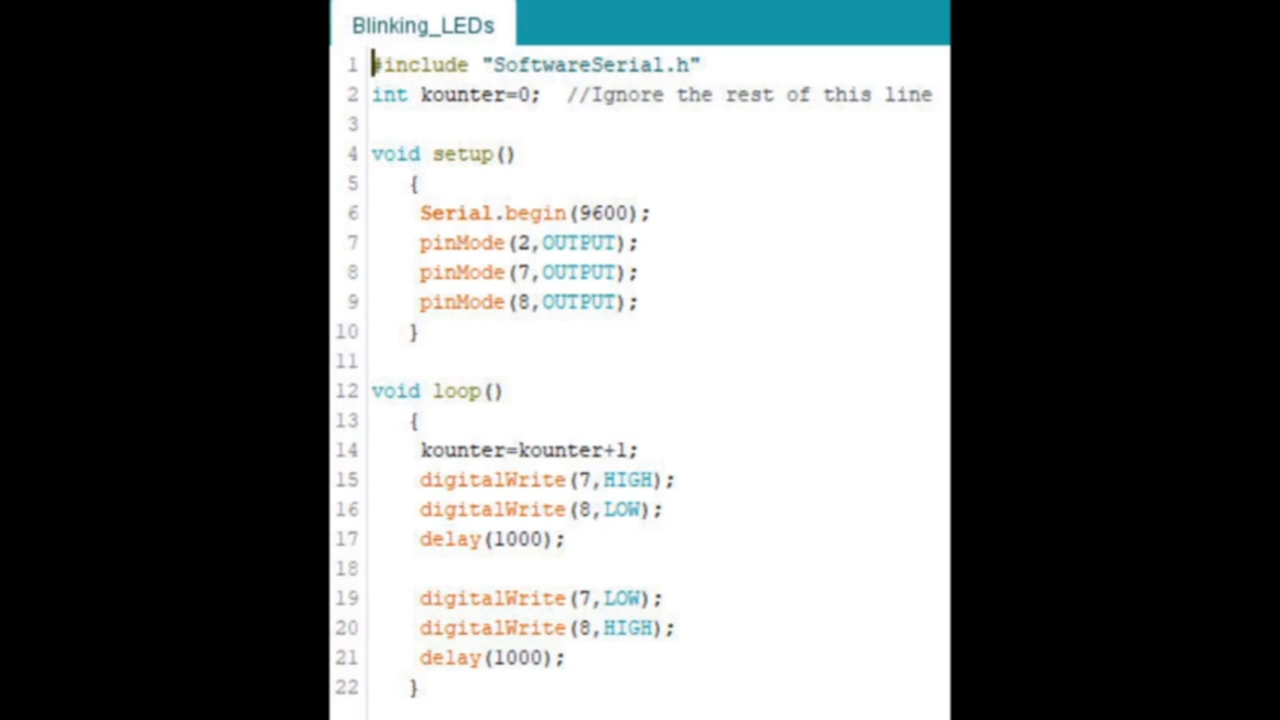 Blinking_LEDs
1 #include "SoftwareSerial.h"
2 int kounter=0;  //Ignore the rest of this line
3
4 void setup()
5    {
6     Serial.begin(9600);
7     pinMode(2,OUTPUT);
8     pinMode(7,OUTPUT);
9     pinMode(8,OUTPUT);
10    }
11
12 void loop()
13    {
14     kounter=kounter+1;
15     digitalWrite(7,HIGH);
16     digitalWrite(8,LOW);
17     delay(1000);
18
19     digitalWrite(7,LOW);
20     digitalWrite(8,HIGH);
21     delay(1000);
22    }